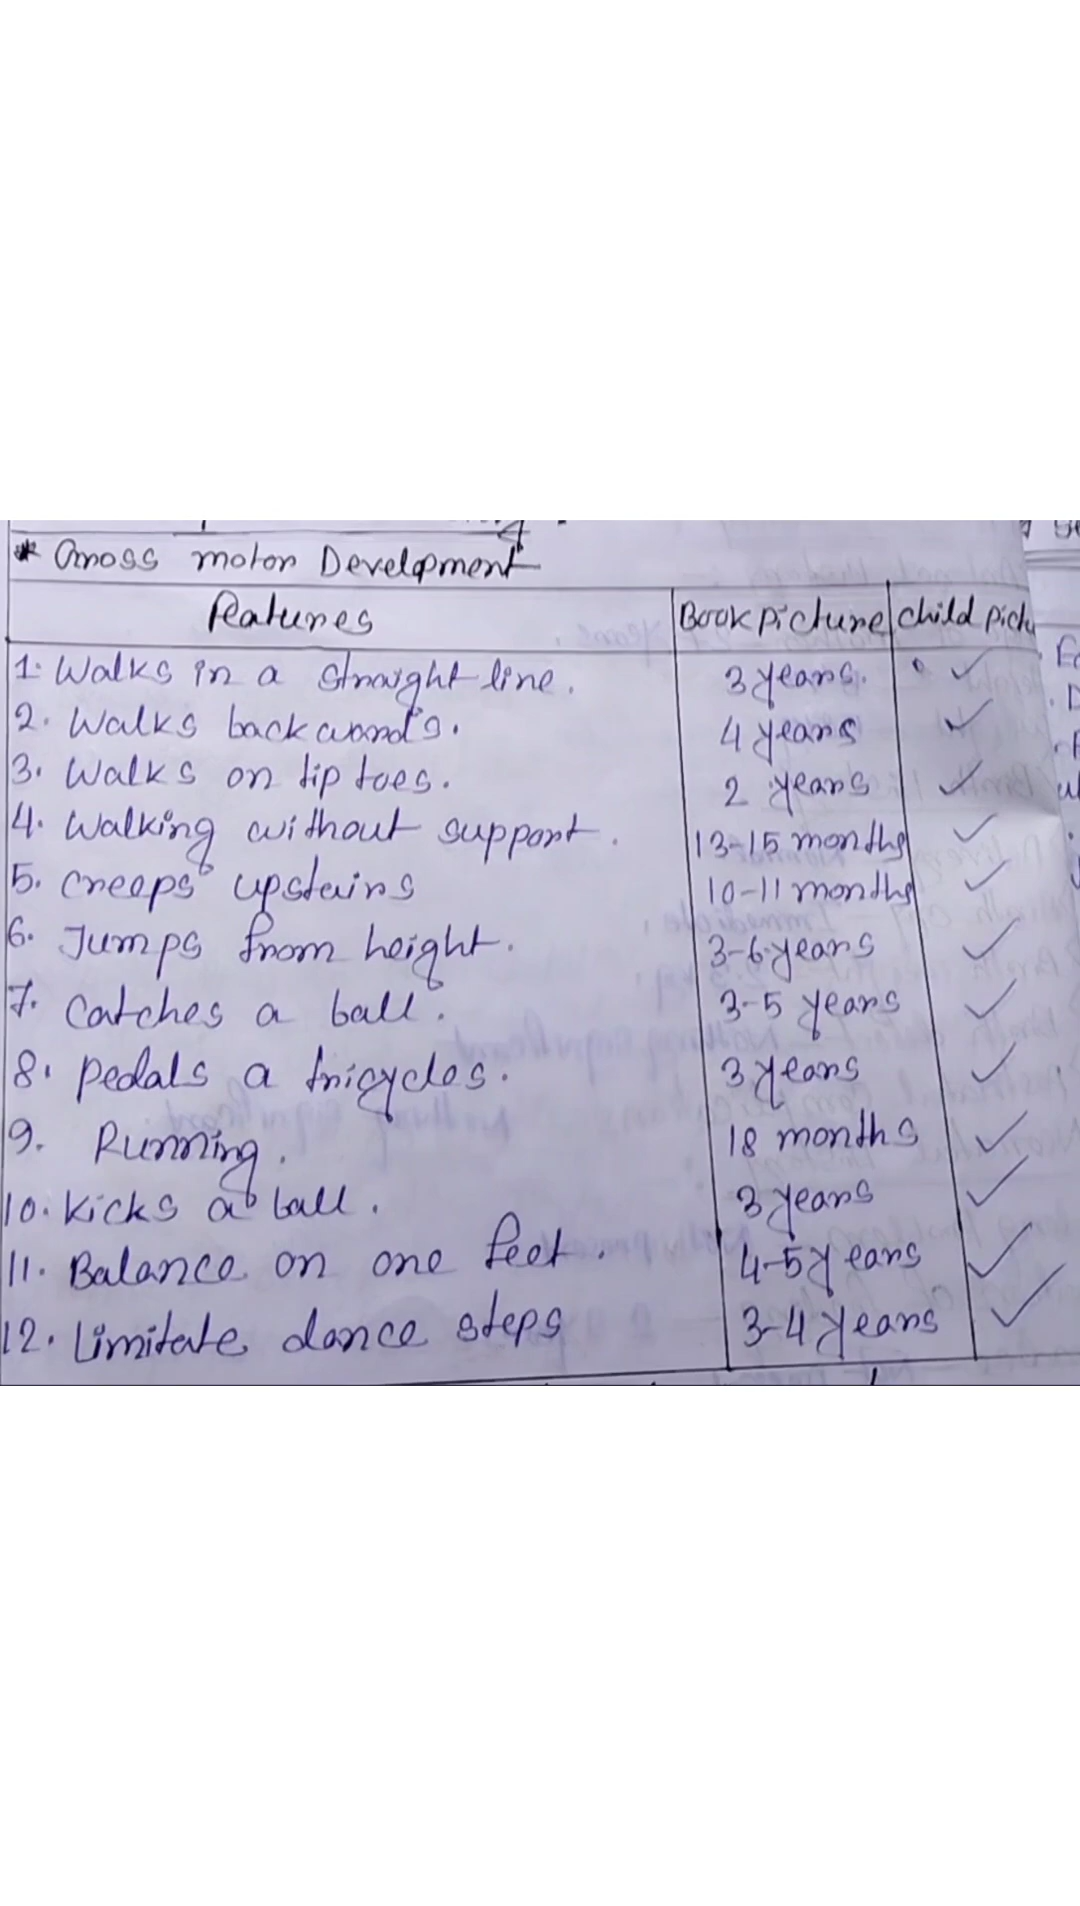 * Gross motor Development
Features Book picture child pictu
1. Walks in a straight line. 3 years. ✓
2. Walks backwards. 4 years ✓
3. Walks on tip toes. 2 years ✓
4. Walking without support. 13-15 months ✓
5. Creeps upstairs 10-11 months ✓
6. Jumps from height. 3-6 years ✓
7. Catches a ball. 3-5 years ✓
8. Pedals a tricycles. 3 years ✓
9. Running. 18 months ✓
10. Kicks a ball. 3 years ✓
11. Balance on one feet. 4-5 years ✓
12. Limitate dance steps 3-4 years ✓